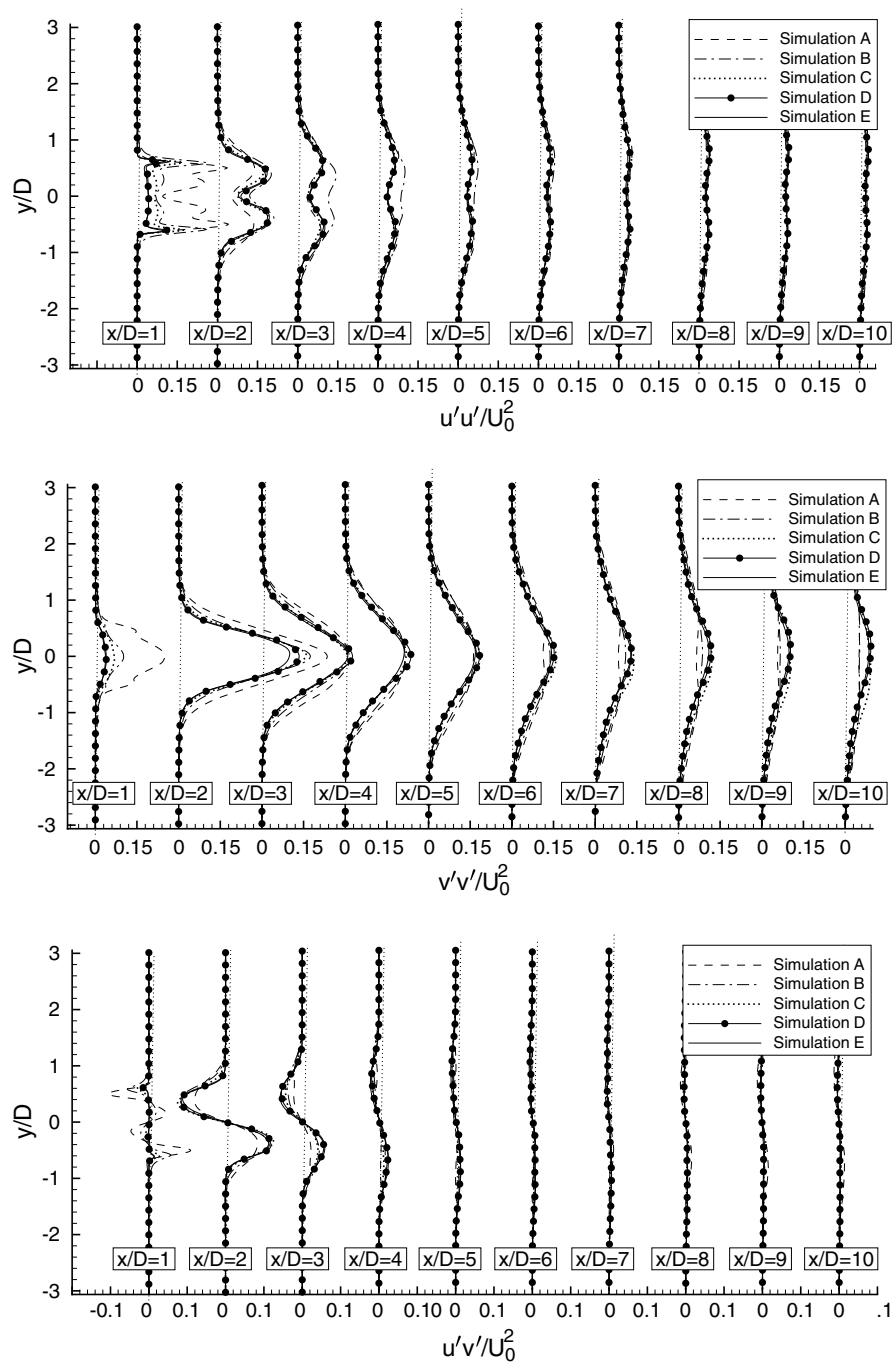 3
2
1
0
-1
-2
-3
y/D
Simulation A
Simulation B
Simulation C
Simulation D
Simulation E
x/D=1 x/D=2 x/D=3 x/D=4 x/D=5 x/D=6 x/D=7 x/D=8 x/D=9 x/D=10
0 0.15 0 0.15 0 0.15 0 0.15 0 0.15 0 0.15 0 0.15 0 0.15 0 0.15 0
u'u'/U₀²
3
2
1
0
-1
-2
-3
y/D
Simulation A
Simulation B
Simulation C
Simulation D
Simulation E
x/D=1 x/D=2 x/D=3 x/D=4 x/D=5 x/D=6 x/D=7 x/D=8 x/D=9 x/D=10
0 0.15 0 0.15 0 0.15 0 0.15 0 0.15 0 0.15 0 0.15 0 0.15 0 0.15 0
v'v'/U₀²
3
2
1
0
-1
-2
-3
y/D
Simulation A
Simulation B
Simulation C
Simulation D
Simulation E
x/D=1 x/D=2 x/D=3 x/D=4 x/D=5 x/D=6 x/D=7 x/D=8 x/D=9 x/D=10
-0.1 0 0.1 0 0.1 0 0.1 0 0.10 0 0.1 0 0.1 0 0.1 0 0.1 0 .1
u'v'/U₀²